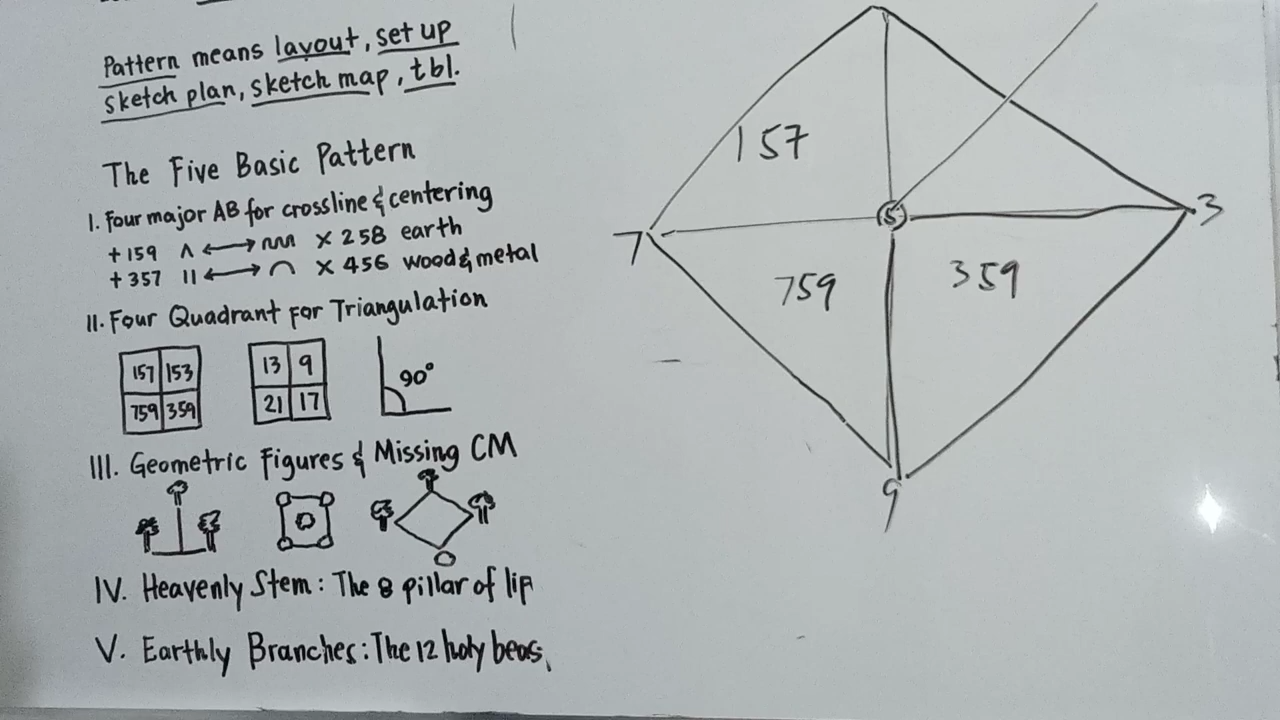 Pattern means layout, set up
sketch plan, sketch map, tbl.
The Five Basic Pattern
I. Four major AB for crossline & centering
+159 ∧ ⟷ ᨓ × 258 earth
+357 || ⟷ ∩ × 456 wood & metal
II. Four Quadrant for Triangulation
157 153
759 359
13 9
21 17
90°
III. Geometric Figures & Missing CM
IV. Heavenly Stem: The 8 pillar of lif
V. Earthly Branches: The 12 holy beas
157
7 5 3
759 359
9